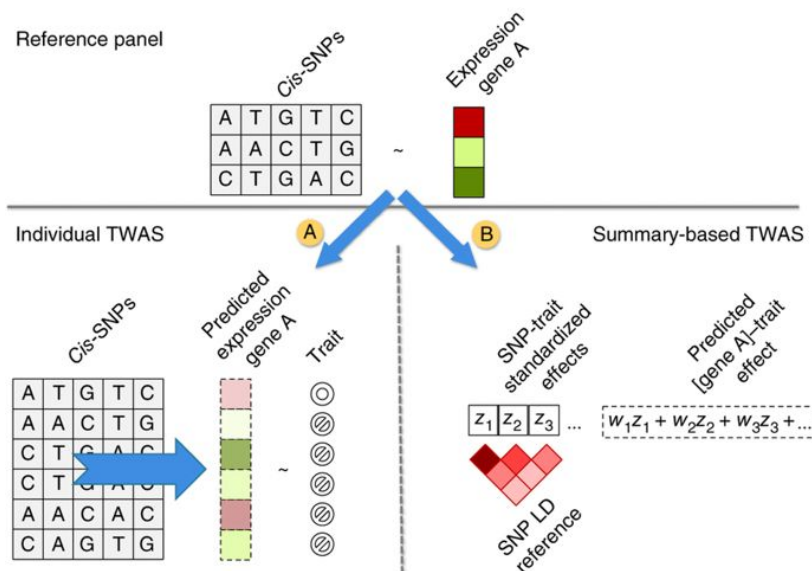 Reference panel
Cis-SNPs
Expression
gene A
A T G T C
A A C T G
C T G A C
~
Individual TWAS
A
B
Summary-based TWAS
Cis-SNPs
Predicted
expression
gene A
Trait
A T G T C
A A C T G
C T G A C
C T G A C
A A C A C
C A G T G
~
SNP-trait
standardized
effects
z1 z2 z3 ...
SNP LD
reference
Predicted
[gene A]–trait
effect
w1z1 + w2z2 + w3z3 + ...